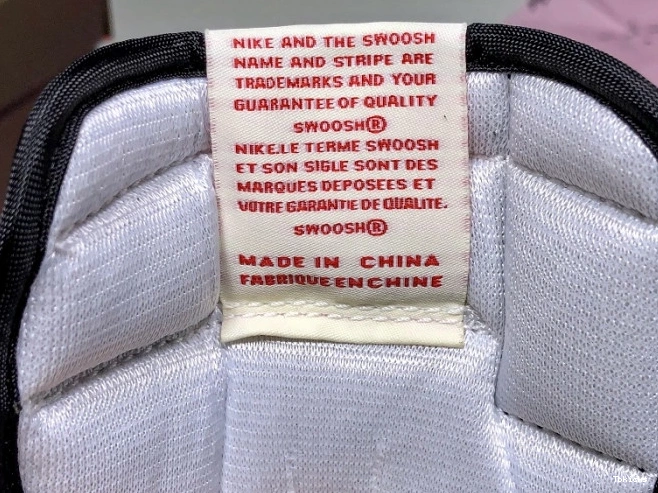 NIKE AND THE SWOOSH
NAME AND STRIPE ARE
TRADEMARKS AND YOUR
GUARANTEE OF QUALITY
SWOOSH®
NIKE.LE TERME SWOOSH
ET SON SIGLE SONT DES
MARQUES DEPOSEES ET
VOTRE GARANTIE DE QUALITE.
SWOOSH®
MADE IN CHINA
FABRIQUE EN CHINE